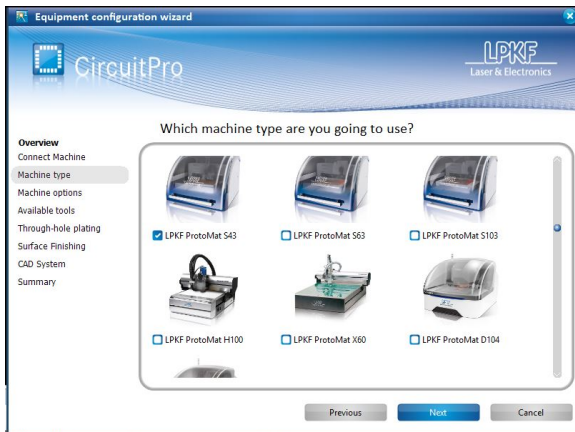 Equipment configuration wizard
CircuitPro
LPKF
Laser & Electronics
Which machine type are you going to use?
Overview
Connect Machine
Machine type
Machine options
Available tools
Through-hole plating
Surface Finishing
CAD System
Summary
LPKF ProtoMat S43
LPKF ProtoMat S63
LPKF ProtoMat S103
LPKF ProtoMat H100
LPKF ProtoMat X60
LPKF ProtoMat D104
Previous
Next
Cancel